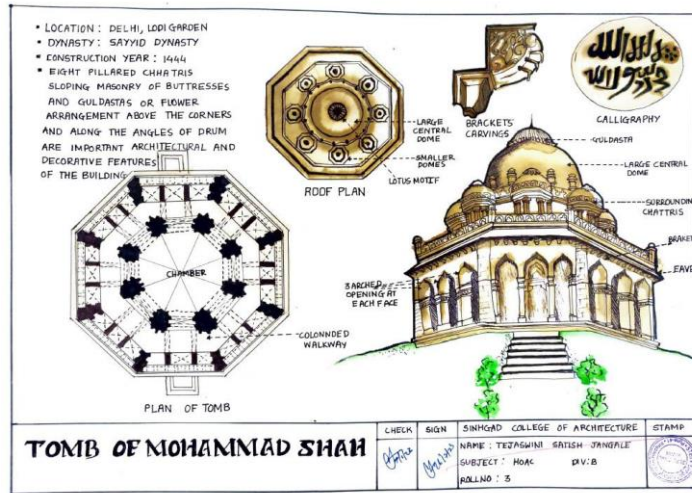 • LOCATION: DELHI, LODI GARDEN
• DYNASTY: SAYYID DYNASTY
• CONSTRUCTION YEAR: 1444
• EIGHT PILLARED CHHATRIS
SLOPING MASONRY OF BUTTRESSES
AND GULDASTAS OR FLOWER
ARRANGEMENT ABOVE THE CORNERS
AND ALONG THE ANGLES OF DRUM
ARE IMPORTANT ARCHITECTURAL AND
DECORATIVE FEATURES
OF THE BUILDING
LARGE
CENTRAL
DOME
SMALLER
DOMES
LOTUS MOTIF
ROOF PLAN
BRACKETS
CARVINGS
CALLIGRAPHY
GULDASTA
LARGE CENTRAL
DOME
SURROUNDIN
CHATTRIS
BRAKET
EAVE
3 ARCHED
OPENING AT
EACH FACE
CHAMBER
COLONNDED
WALKWAY
PLAN OF TOMB
TOMB OF MOHAMMAD SHAH
CHECK
SIGN
SINHGAD COLLEGE OF ARCHITECTURE
STAMP
NAME: TEJASWINI SATISH JANGALE
SUBJECT: HOAC DIV:B
ROLLNO: 3